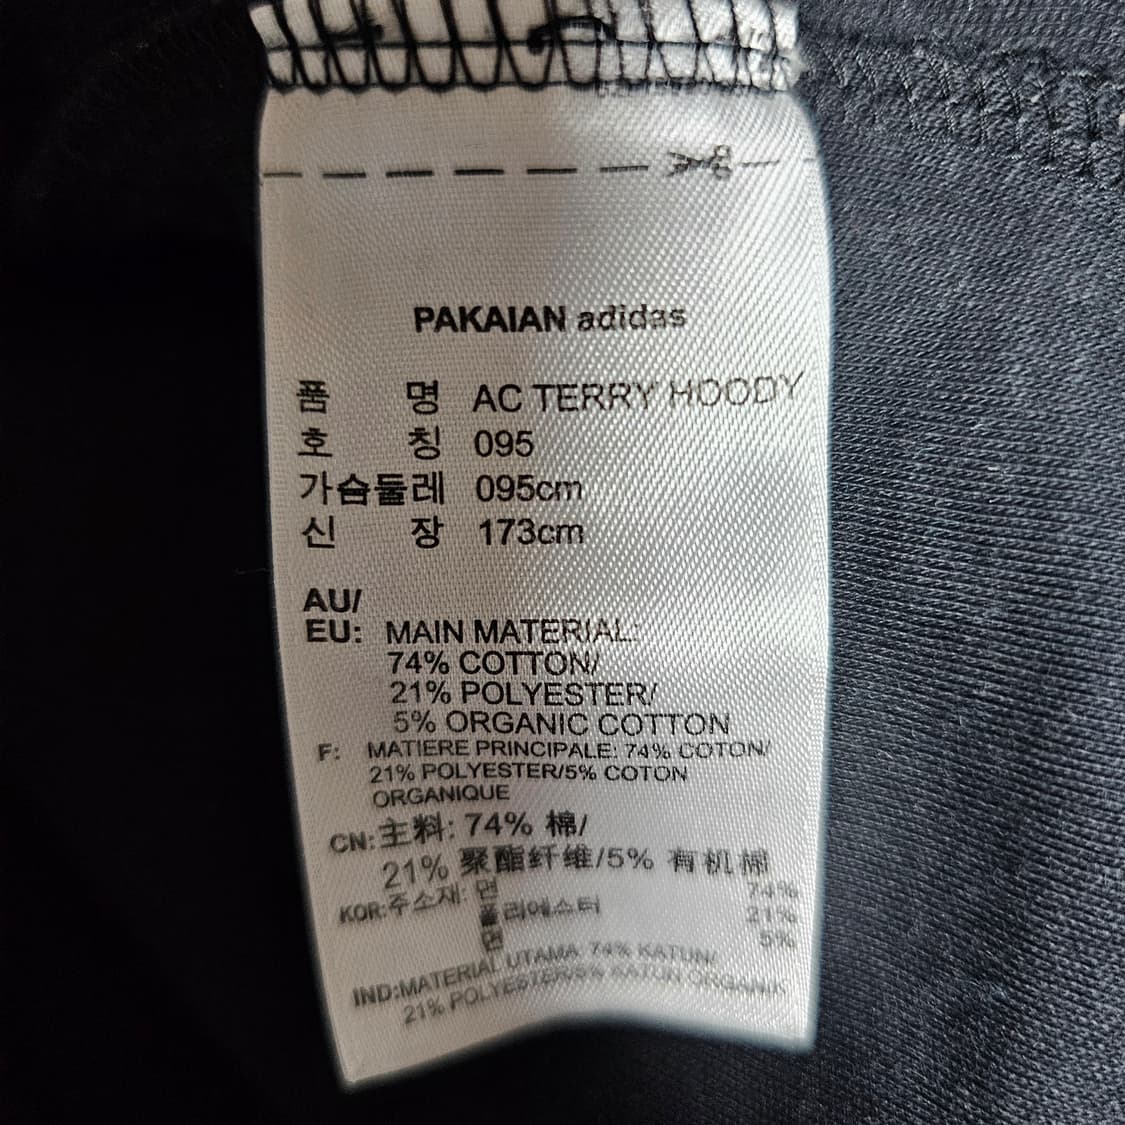 PAKAIAN adidas
품 명 AC TERRY HOODY
호 칭 095
가슴둘레 095cm
신 장 173cm
AU/
EU: MAIN MATERIAL:
74% COTTON/
21% POLYESTER/
5% ORGANIC COTTON
F: MATIERE PRINCIPALE: 74% COTON/
21% POLYESTER/5% COTON
ORGANIQUE
CN:主料: 74% 棉/
21% 聚酯纤维/5% 有机棉
KOR:주소재: 면 74%
폴리에스터 21%
면 5%
IND:MATERIAL UTAMA: 74% KATUN/
21% POLYESTER/5% KATUN ORGANIK